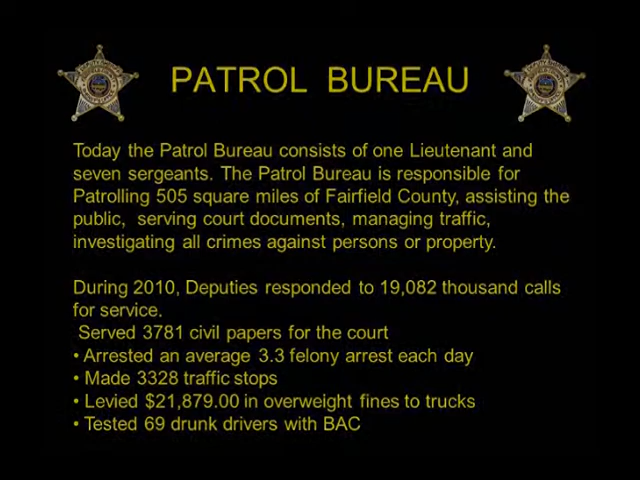 PATROL BUREAU
Today the Patrol Bureau consists of one Lieutenant and
seven sergeants. The Patrol Bureau is responsible for
Patrolling 505 square miles of Fairfield County, assisting the
public, serving court documents, managing traffic,
investigating all crimes against persons or property.
During 2010, Deputies responded to 19,082 thousand calls
for service.
Served 3781 civil papers for the court
• Arrested an average 3.3 felony arrest each day
• Made 3328 traffic stops
• Levied $21,879.00 in overweight fines to trucks
• Tested 69 drunk drivers with BAC